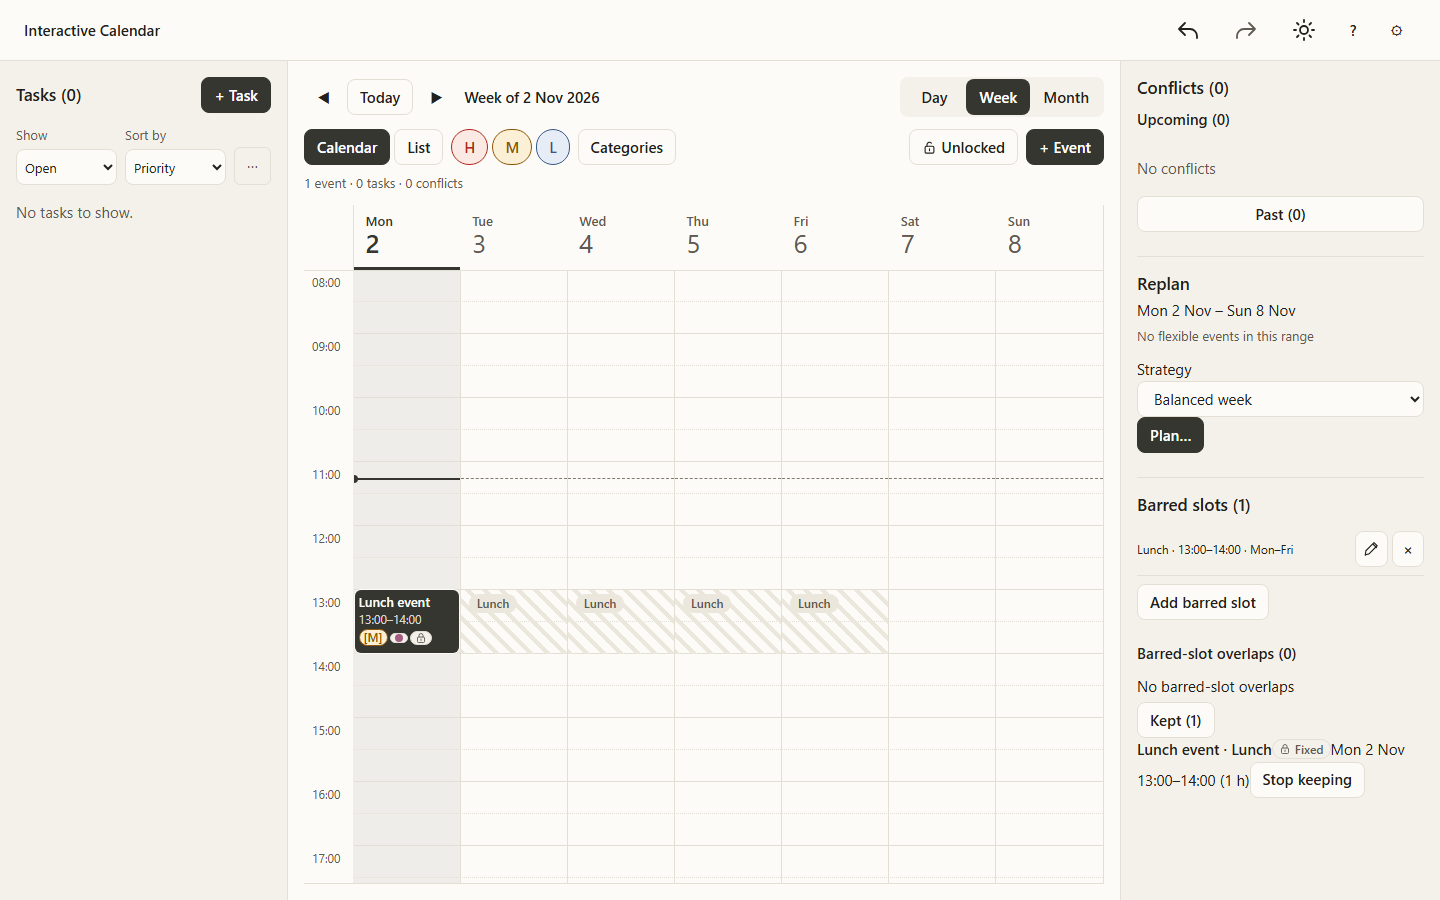 Interactive Calendar
?
Tasks (0)
+ Task
Show
Sort by
Open
Priority
...
No tasks to show.
Today
Week of 2 Nov 2026
Day
Week
Month
Calendar
List
H
M
L
Categories
Unlocked
+ Event
1 event · 0 tasks · 0 conflicts
Mon
2
Tue
3
Wed
4
Thu
5
Fri
6
Sat
7
Sun
8
08:00
09:00
10:00
11:00
12:00
13:00
14:00
15:00
16:00
17:00
Lunch event
13:00–14:00
[M]
Lunch
Lunch
Lunch
Lunch
Conflicts (0)
Upcoming (0)
No conflicts
Past (0)
Replan
Mon 2 Nov – Sun 8 Nov
No flexible events in this range
Strategy
Balanced week
Plan...
Barred slots (1)
Lunch · 13:00–14:00 · Mon–Fri
×
Add barred slot
Barred-slot overlaps (0)
No barred-slot overlaps
Kept (1)
Lunch event · Lunch Fixed Mon 2 Nov
13:00–14:00 (1 h) Stop keeping